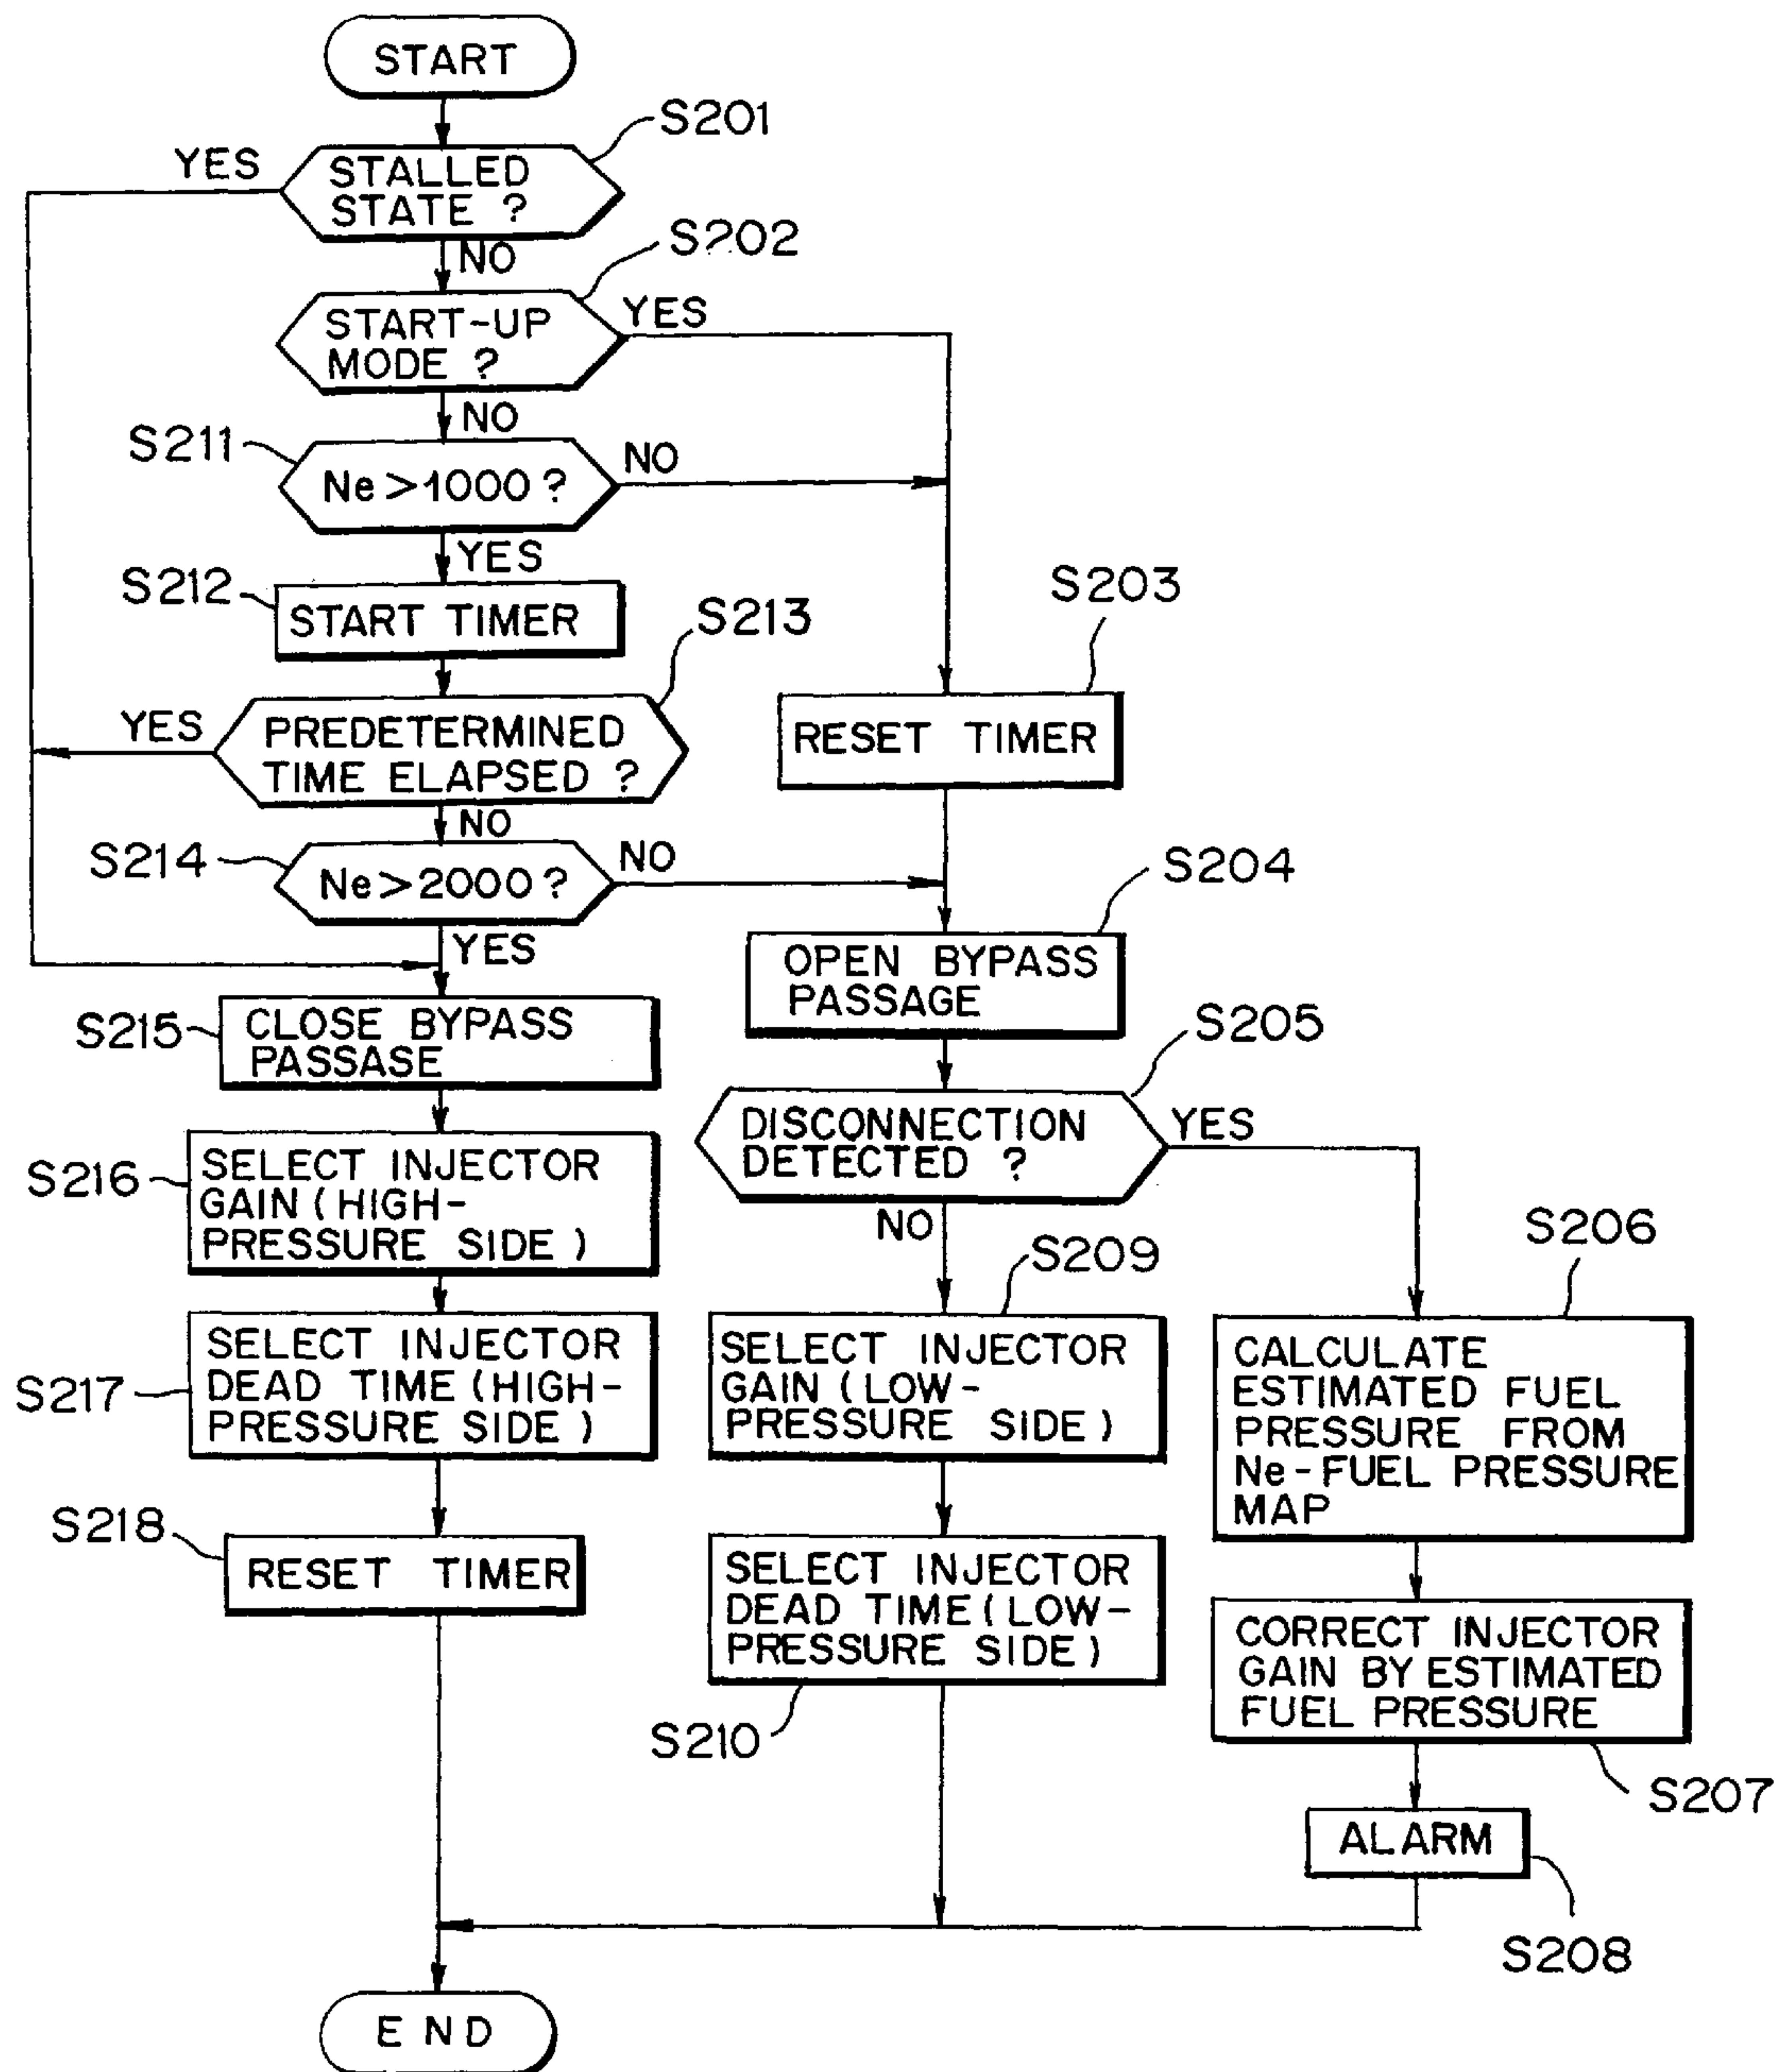 START
S201
YES
STALLED
STATE ?
NO
S202
START-UP
MODE ?
YES
NO
S211
Ne>1000?
NO
YES
S212
START TIMER
S203
RESET TIMER
S213
YES
PREDETERMINED
TIME ELAPSED ?
NO
S214
Ne>2000?
NO
YES
S204
OPEN BYPASS
PASSAGE
S215
CLOSE BYPASS
PASSASE
S205
DISCONNECTION
DETECTED ?
YES
NO
S216
SELECT INJECTOR
GAIN (HIGH-
PRESSURE SIDE)
S209
SELECT INJECTOR
GAIN (LOW-
PRESSURE SIDE)
S206
CALCULATE
ESTIMATED FUEL
PRESSURE FROM
Ne-FUEL PRESSURE
MAP
S217
SELECT INJECTOR
DEAD TIME (HIGH-
PRESSURE SIDE)
S218
RESET TIMER
SELECT INJECTOR
DEAD TIME (LOW-
PRESSURE SIDE)
S210
CORRECT INJECTOR
GAIN BY ESTIMATED
FUEL PRESSURE
S207
ALARM
S208
END